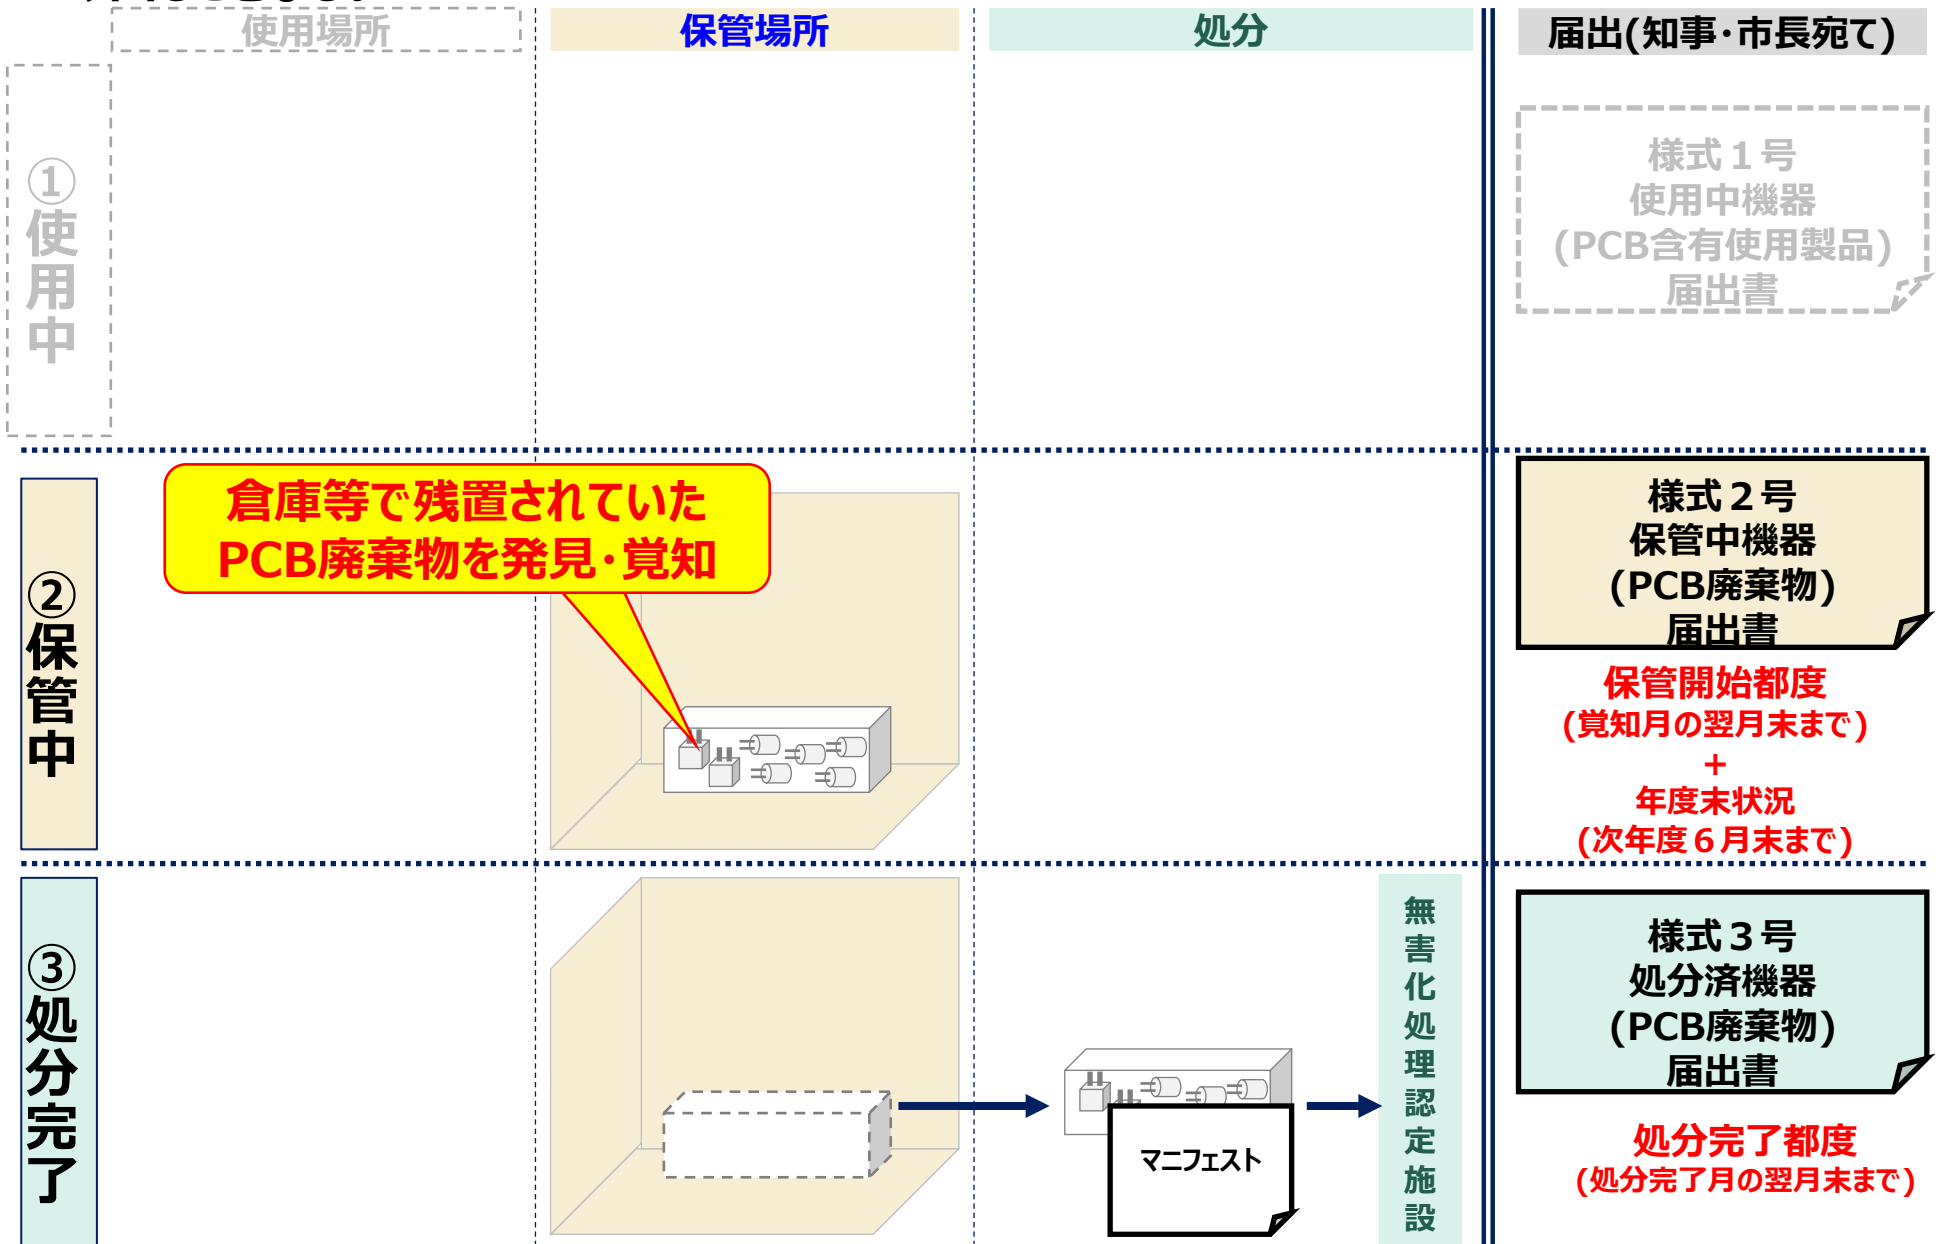 使用場所
保管場所
処分
届出(知事・市長宛て)
①使用中
様式１号
使用中機器
(PCB含有使用製品)
届出書
②保管中
倉庫等で残置されていた
PCB廃棄物を発見・覚知
様式２号
保管中機器
(PCB廃棄物)
届出書
保管開始都度
(覚知月の翌月末まで)
+
年度末状況
(次年度６月末まで)
③処分完了
マニフェスト
無害化処理認定施設
様式３号
処分済機器
(PCB廃棄物)
届出書
処分完了都度
(処分完了月の翌月末まで)